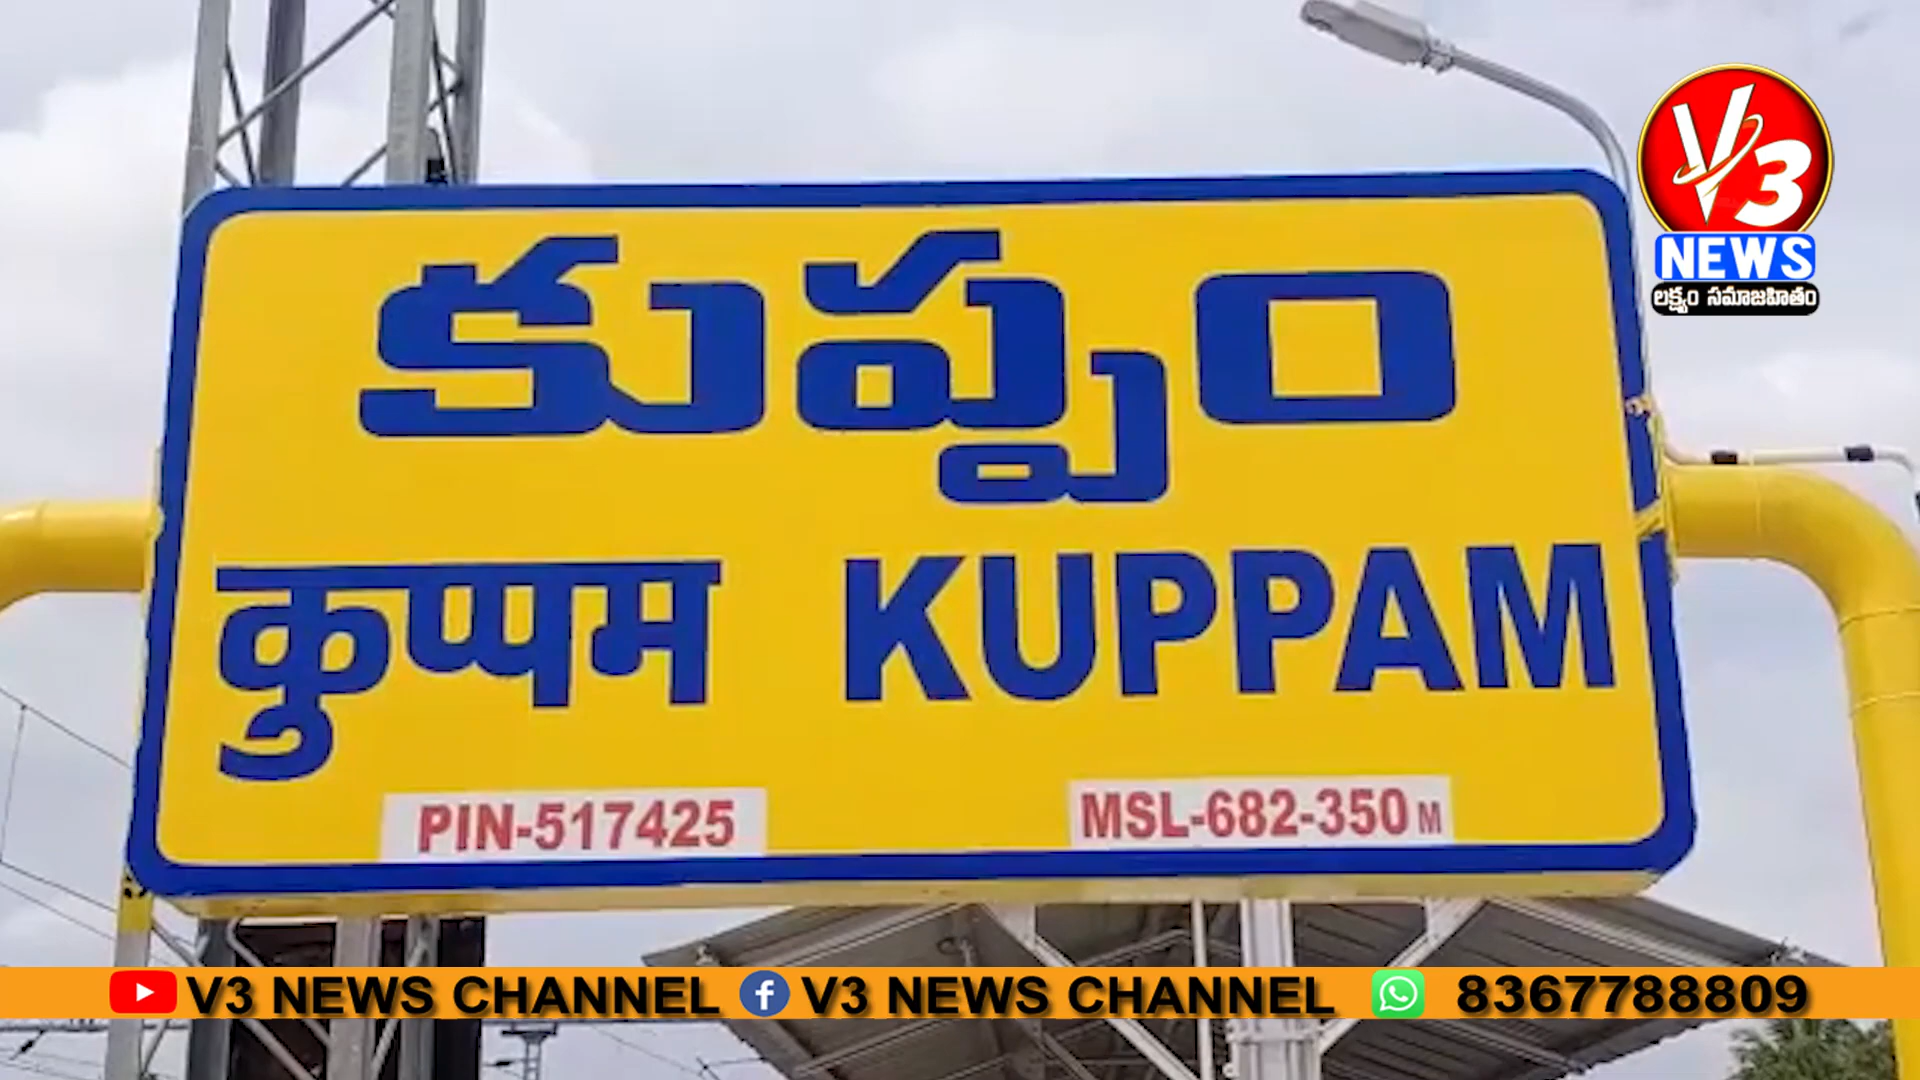 కుప్పం
कुप्पम KUPPAM
PIN-517425 MSL-682-350 M
V3
NEWS
లక్ష్యం సమాజహితం
V3 NEWS CHANNEL V3 NEWS CHANNEL 8367788809